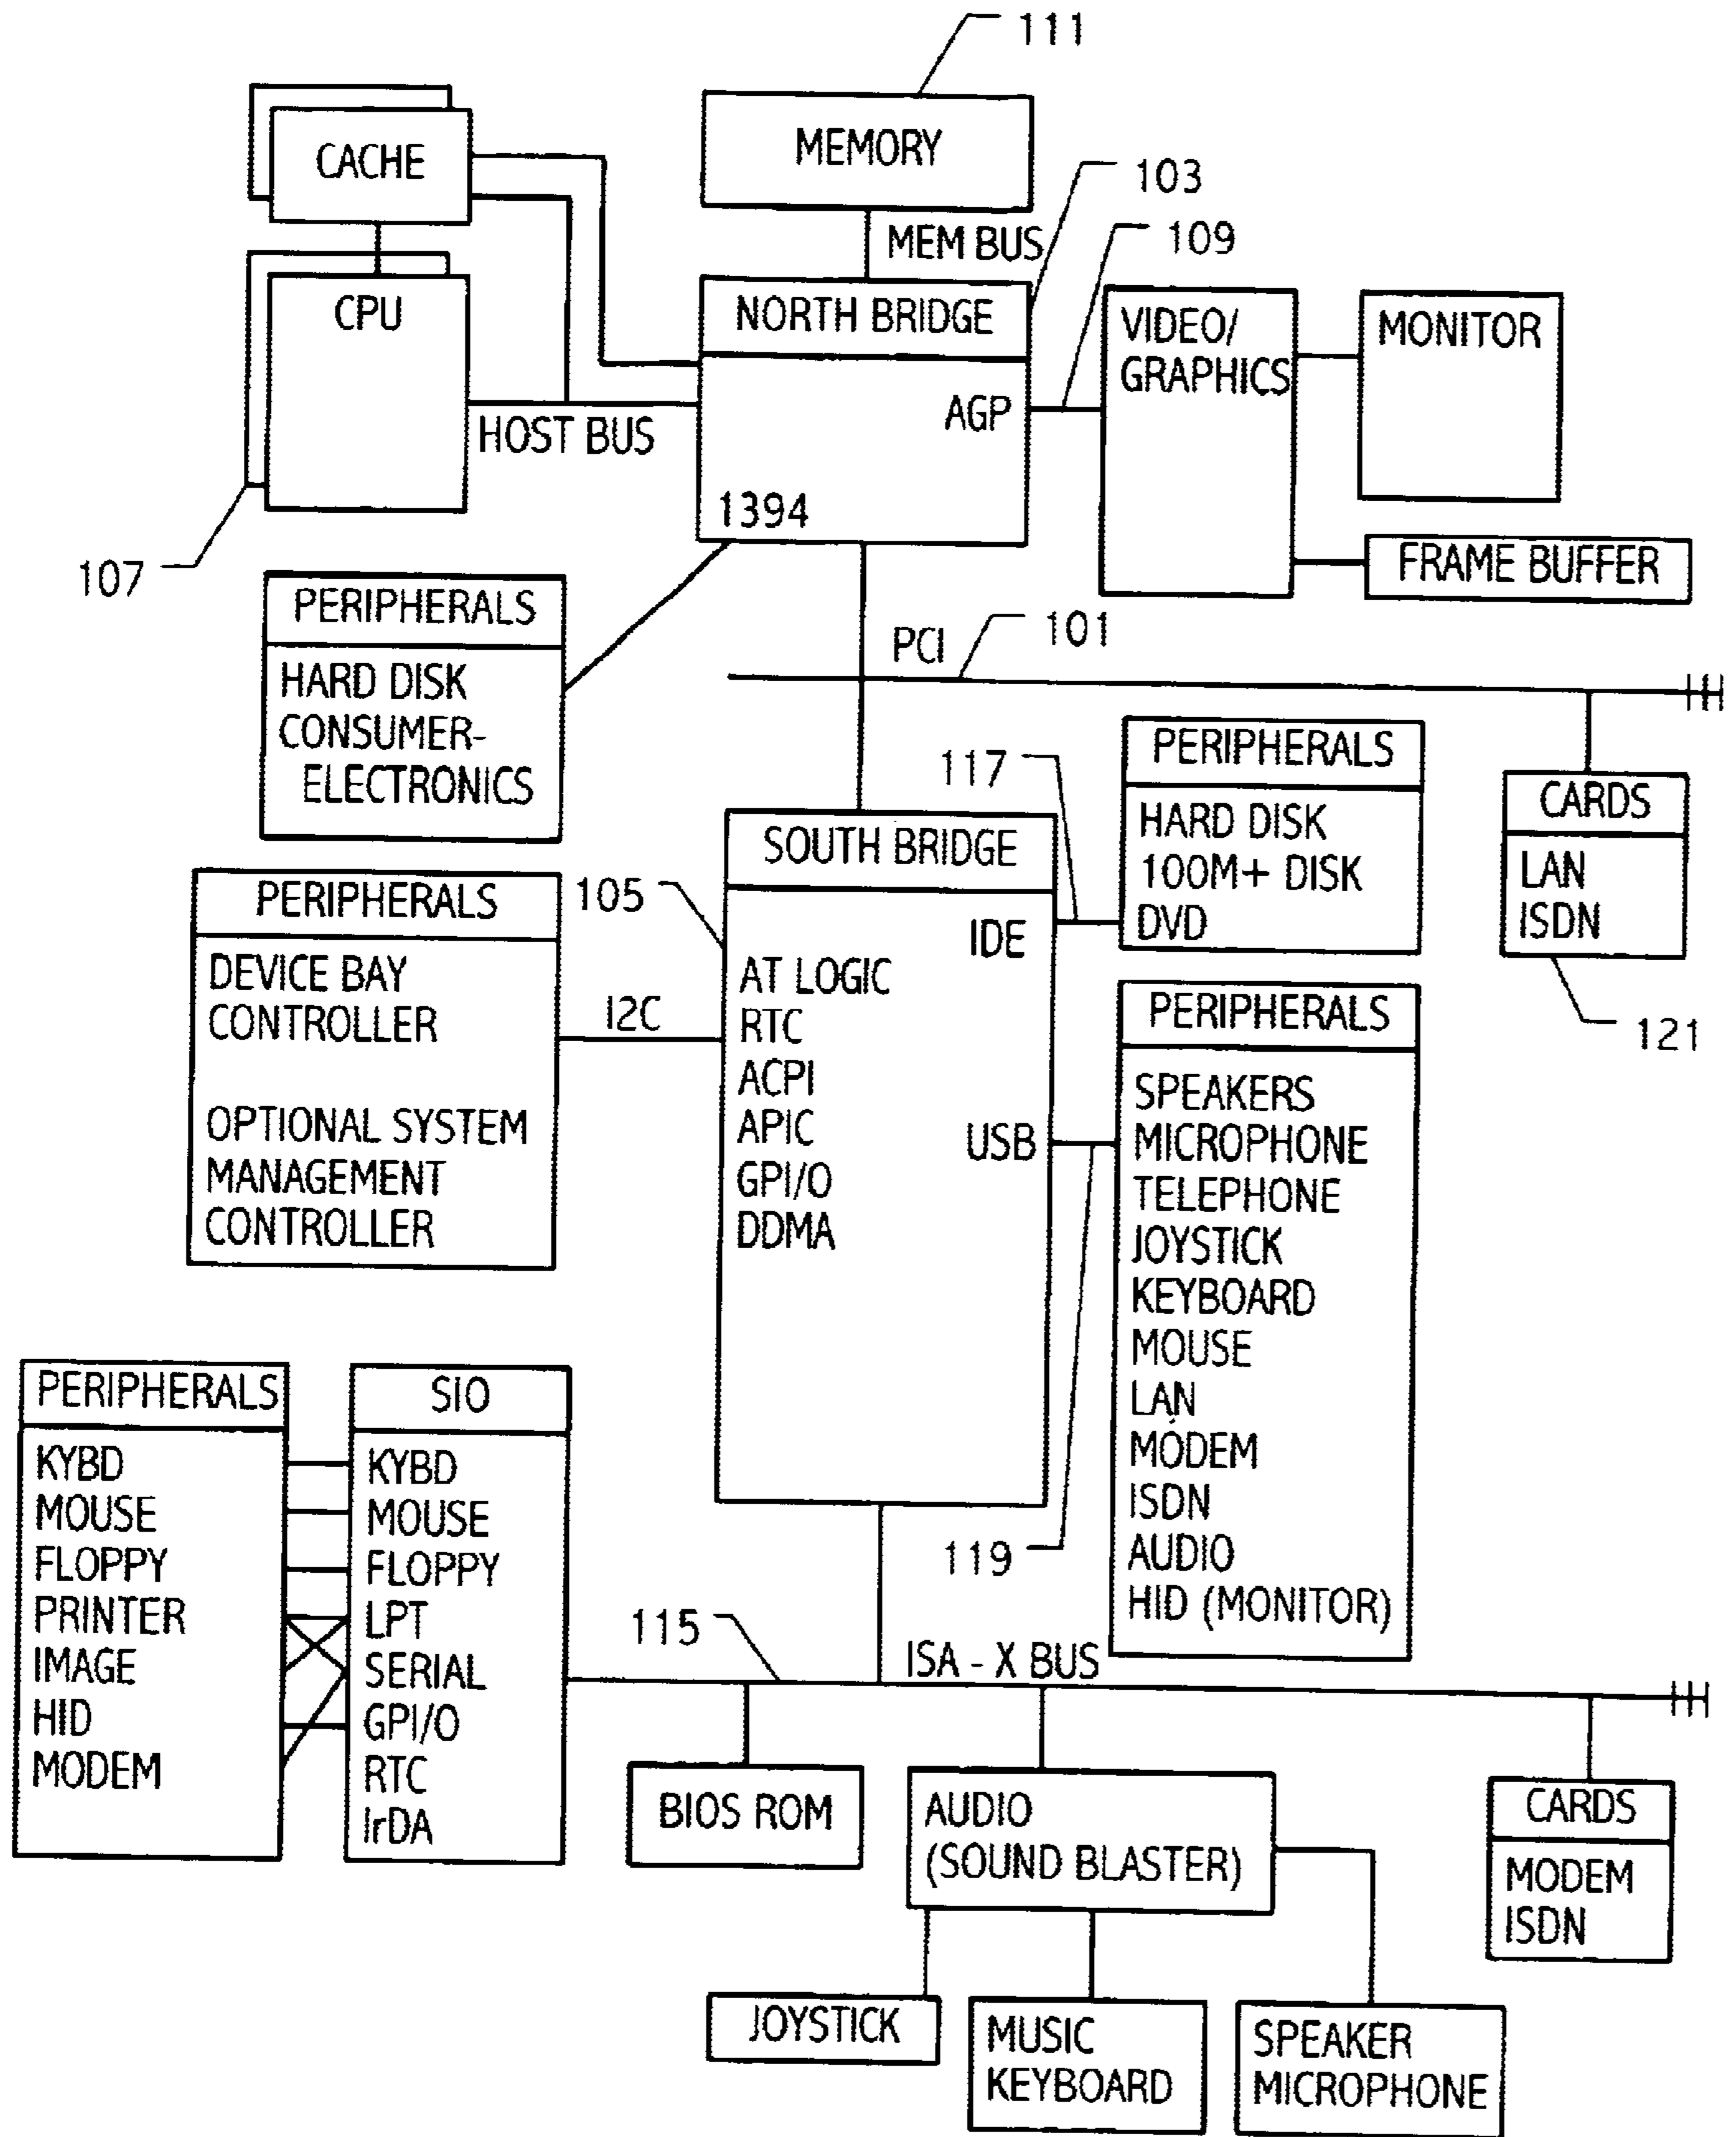 111
MEMORY
CACHE
103
MEM BUS
109
CPU
NORTH BRIDGE
VIDEO/
GRAPHICS
MONITOR
AGP
HOST BUS
1394
107
FRAME BUFFER
PERIPHERALS
HARD DISK
CONSUMER-
ELECTRONICS
PCI
101
117
PERIPHERALS
HARD DISK
100M+ DISK
DVD
CARDS
LAN
ISDN
121
SOUTH BRIDGE
105
IDE
AT LOGIC
RTC
ACPI
APIC
USB
GPI/O
DDMA
PERIPHERALS
DEVICE BAY
CONTROLLER
OPTIONAL SYSTEM
MANAGEMENT
CONTROLLER
I2C
PERIPHERALS
SPEAKERS
MICROPHONE
TELEPHONE
JOYSTICK
KEYBOARD
MOUSE
LAN
MODEM
ISDN
AUDIO
HID (MONITOR)
119
PERIPHERALS
KYBD
MOUSE
FLOPPY
PRINTER
IMAGE
HID
MODEM
SIO
KYBD
MOUSE
FLOPPY
LPT
SERIAL
GPI/O
RTC
IrDA
115
ISA - X BUS
BIOS ROM
AUDIO
(SOUND BLASTER)
CARDS
MODEM
ISDN
JOYSTICK
MUSIC
KEYBOARD
SPEAKER
MICROPHONE